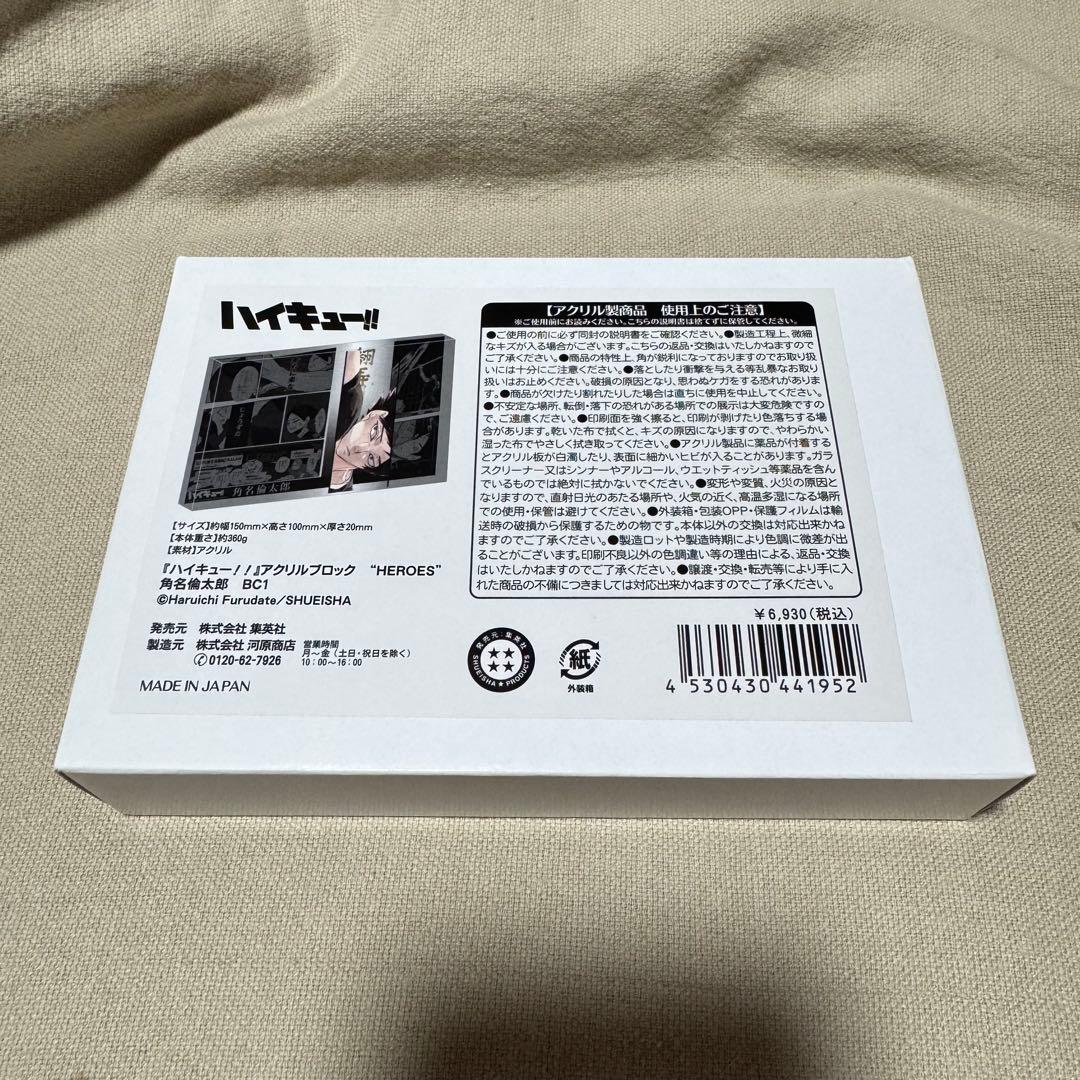 ハイキュー!!
角名倫太郎
【サイズ】約幅150mm×高さ100mm×厚さ20mm
【本体重さ】約360g
【素材】アクリル
『ハイキュー！！』アクリルブロック “HEROES”
角名倫太郎 BC1
©Haruichi Furudate/SHUEISHA
発売元 株式会社 集英社
製造元 株式会社 河原商店 営業時間
0120-62-7926 月～金(土日・祝日を除く)
10:00～16:00
MADE IN JAPAN
【アクリル製商品 使用上のご注意】
※ご使用前にお読みください。こちらの説明書は捨てずに保管してください。
●ご使用の前に必ず同封の説明書をご確認ください。●製造工程上、微細
なキズが入る場合がございます。こちらの返品・交換はいたしかねますので
ご了承ください。●商品の特性上、角が鋭利になっておりますのでお取り扱
いには十分にご注意ください。●落としたり衝撃を与える等乱暴なお取
り扱いはお止めください。破損の原因となり、思わぬケガをする恐れがありま
す。●商品が欠けたり割れたりした場合は直ちに使用を中止してください。
●不安定な場所、転倒・落下の恐れがある場所での展示は大変危険ですの
で、ご遠慮ください。●印刷面を強く擦ると、印刷が剥げたり色落ちする場
合があります。乾いた布で拭くと、キズの原因になりますので、やわらかい
湿った布でやさしく拭き取ってください。●アクリル製品に薬品が付着する
とアクリル板が白濁したり、表面に細かいヒビが入ることがあります。ガラ
スクリーナー又はシンナーやアルコール、ウエットティッシュ等薬品を含ん
でいるものでは絶対に拭かないでください。●変形や変質、火災の原因と
なりますので、直射日光のあたる場所や、火気の近く、高温多湿になる場所
での使用・保管は避けてください。●外装箱・包装OPP・保護フィルムは輸
送時の破損から保護するための物です。本体以外の交換は対応出来かね
ますのでご了承ください。●製造ロットや製造時期により色調に微差が出
ることがございます。印刷不良以外の色調違い等の理由による、返品・交換
はいたしかねますのでご了承ください。●譲渡・交換・転売等により手に入
れた商品の不備につきましては対応出来かねますのでご了承ください。
￥6,930(税込)
発売元:集英社
SHUEISHA★PRODUCTS
紙
外装箱
4 530430 441952